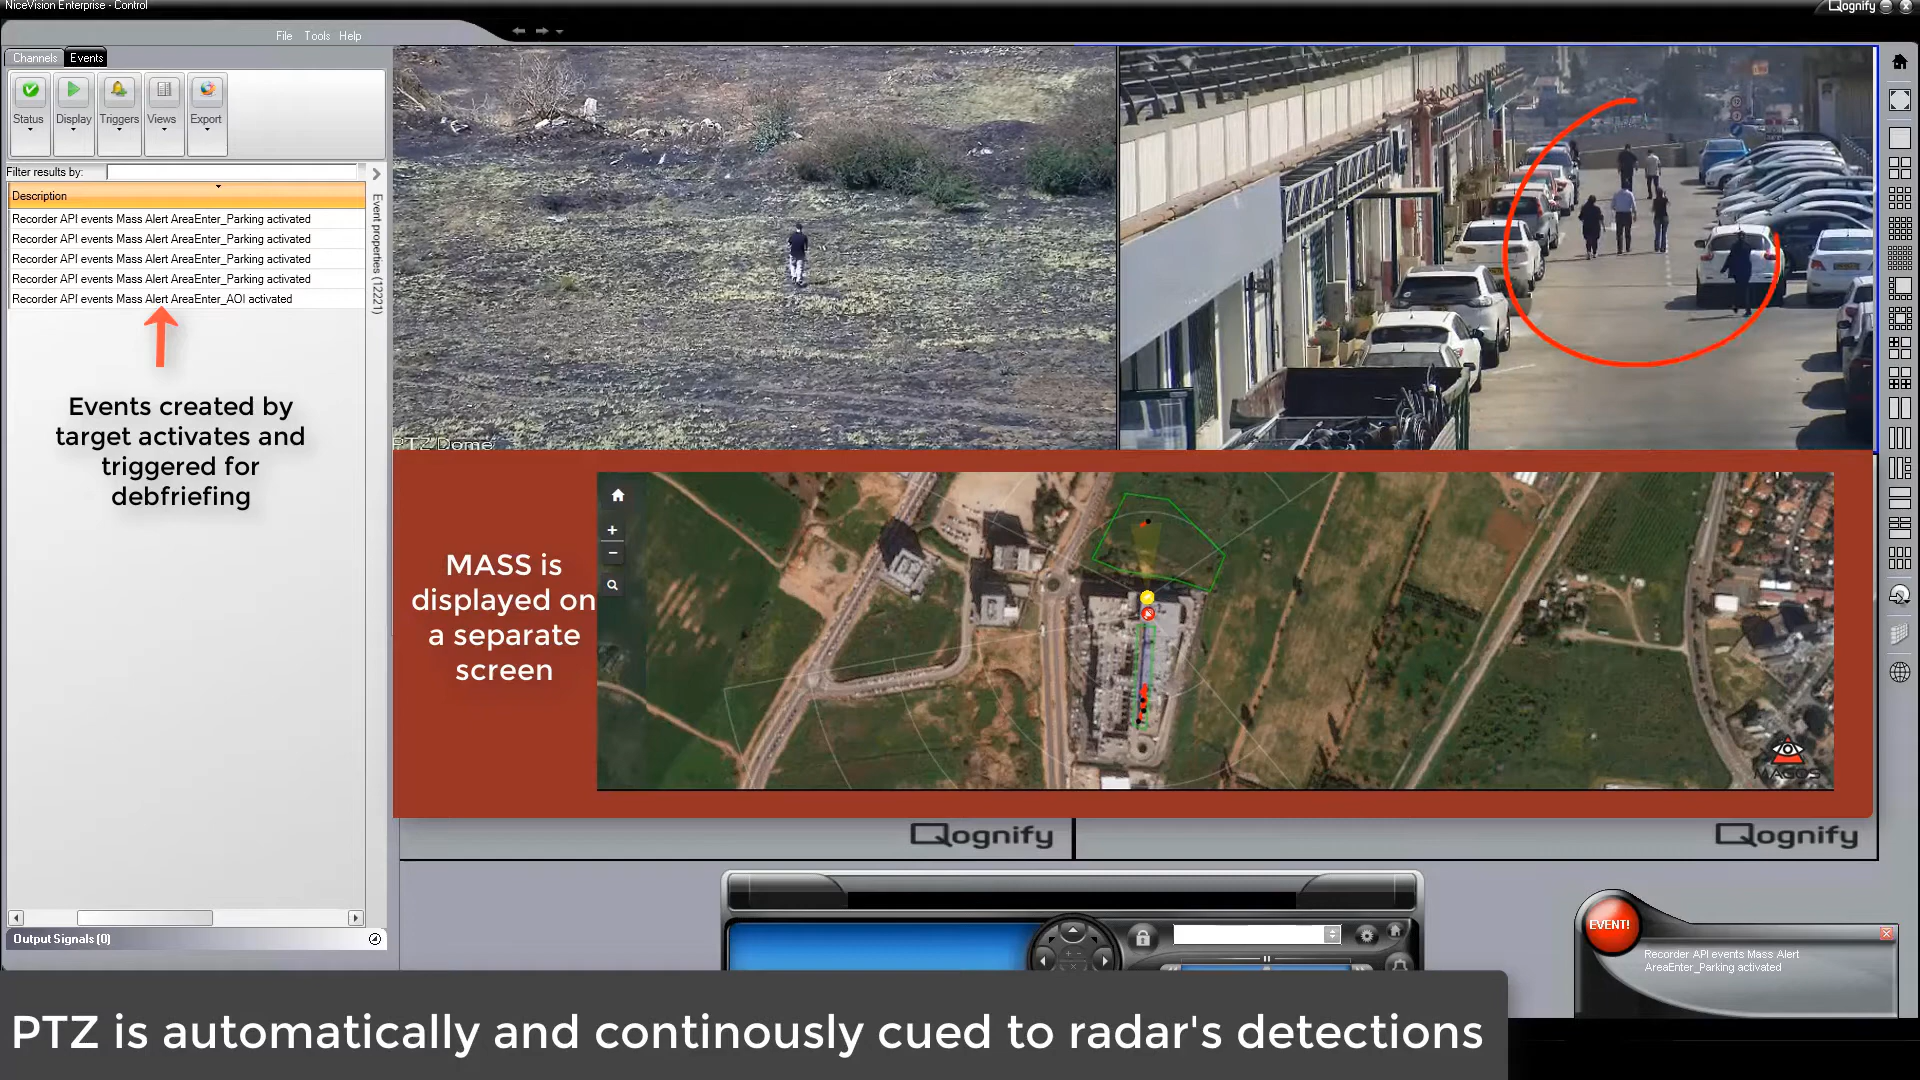 NiceVision Enterprise - Control
Qognify
File Tools Help
Channels Events
Status Display Triggers Views Export
Filter results by:
Description
Recorder API events Mass Alert AreaEnter_Parking activated
Recorder API events Mass Alert AreaEnter_Parking activated
Recorder API events Mass Alert AreaEnter_Parking activated
Recorder API events Mass Alert AreaEnter_Parking activated
Recorder API events Mass Alert AreaEnter_AOI activated
Event properties (12221)
Events created by
target activates and
triggered for
debfriefing
PTZ Dome
MASS is
displayed on
a separate
screen
MAGOS
Qognify
Qognify
Output Signals (0)
EVENT!
Recorder API events Mass Alert
AreaEnter_Parking activated
PTZ is automatically and continously cued to radar's detections